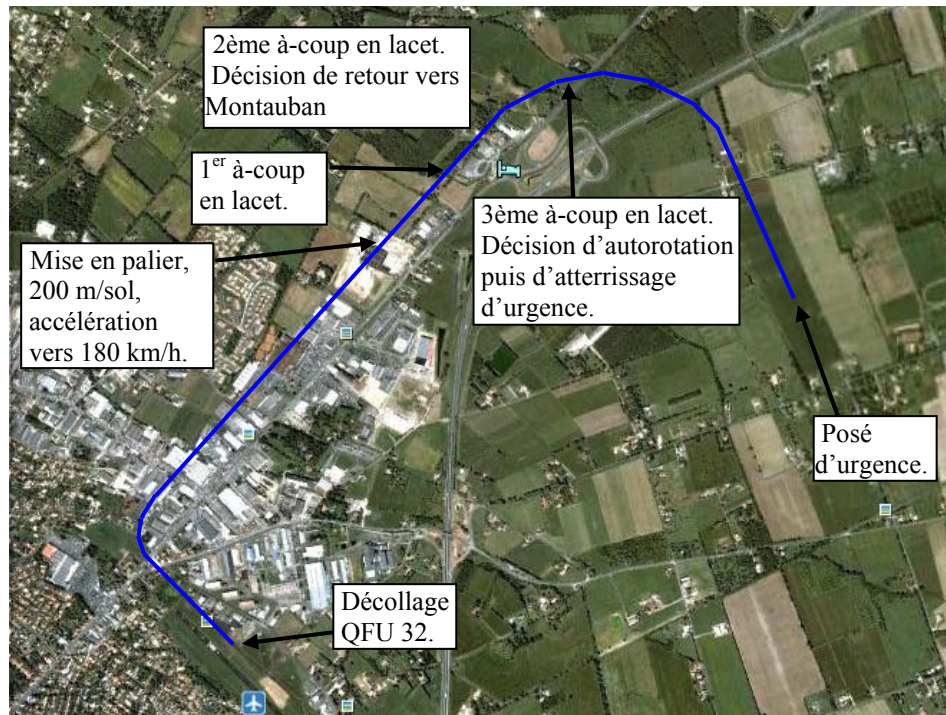 2ème à-coup en lacet.
Décision de retour vers
Montauban
1er à-coup
en lacet.
3ème à-coup en lacet.
Décision d’autorotation
puis d’atterrissage
d’urgence.
Mise en palier,
200 m/sol,
accélération
vers 180 km/h.
Posé
d’urgence.
Décollage
QFU 32.